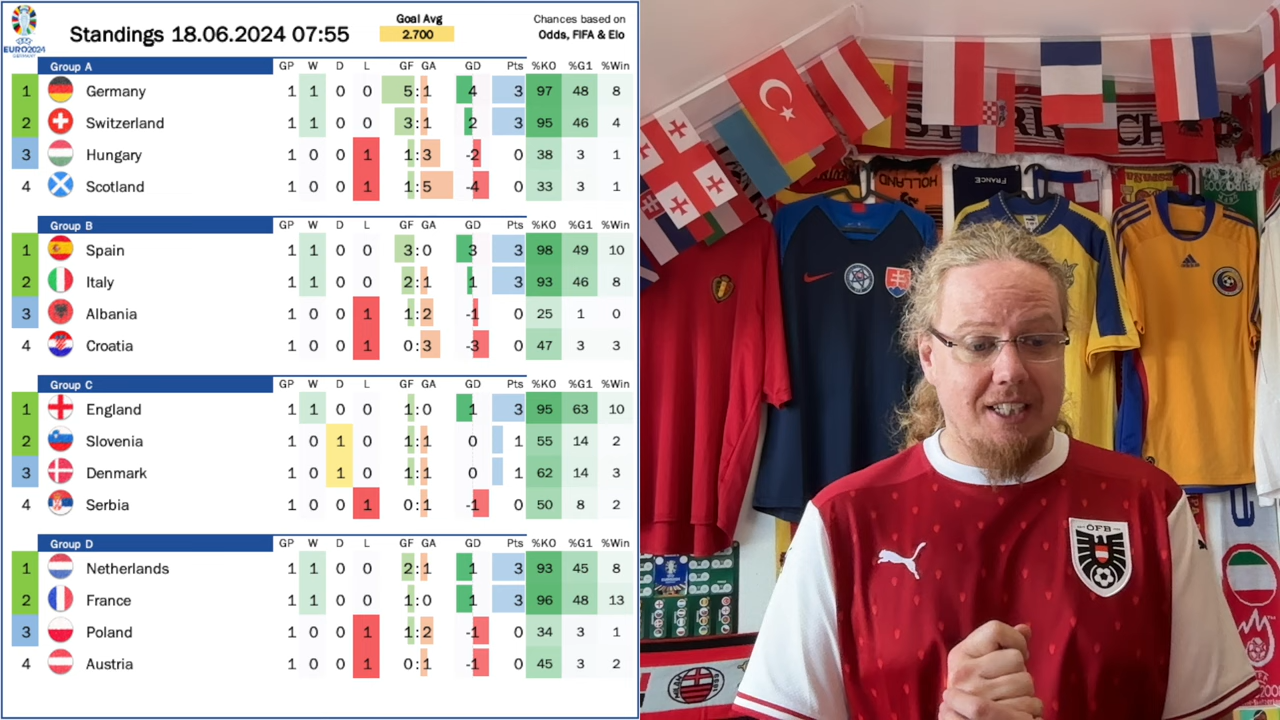 EURO2024
GERMANY
Standings 18.06.2024 07:55
Goal Avg
2.700
Chances based on
Odds, FIFA & Elo
Group A GP W D L GF GA GD Pts %KO %G1 %Win
1 Germany 1 1 0 0 5:1 4 3 97 48 8
2 Switzerland 1 1 0 0 3:1 2 3 95 46 4
3 Hungary 1 0 0 1 1:3 -2 0 38 3 1
4 Scotland 1 0 0 1 1:5 -4 0 33 3 1
Group B GP W D L GF GA GD Pts %KO %G1 %Win
1 Spain 1 1 0 0 3:0 3 3 98 49 10
2 Italy 1 1 0 0 2:1 1 3 93 46 8
3 Albania 1 0 0 1 1:2 -1 0 25 1 0
4 Croatia 1 0 0 1 0:3 -3 0 47 3 3
Group C GP W D L GF GA GD Pts %KO %G1 %Win
1 England 1 1 0 0 1:0 1 3 95 63 10
2 Slovenia 1 0 1 0 1:1 0 1 55 14 2
3 Denmark 1 0 1 0 1:1 0 1 62 14 3
4 Serbia 1 0 0 1 0:1 -1 0 50 8 2
Group D GP W D L GF GA GD Pts %KO %G1 %Win
1 Netherlands 1 1 0 0 2:1 1 3 93 45 8
2 France 1 1 0 0 1:0 1 3 96 48 13
3 Poland 1 0 0 1 1:2 -1 0 34 3 1
4 Austria 1 0 0 1 0:1 -1 0 45 3 2
HOLLAND
FRANCE
ÖFB
MILAN